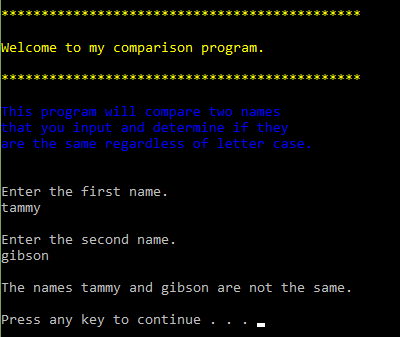 *********************************************
Welcome to my comparison program.
*********************************************
This program will compare two names
that you input and determine if they
are the same regardless of letter case.
Enter the first name.
tammy
Enter the second name.
gibson
The names tammy and gibson are not the same.
Press any key to continue . . .